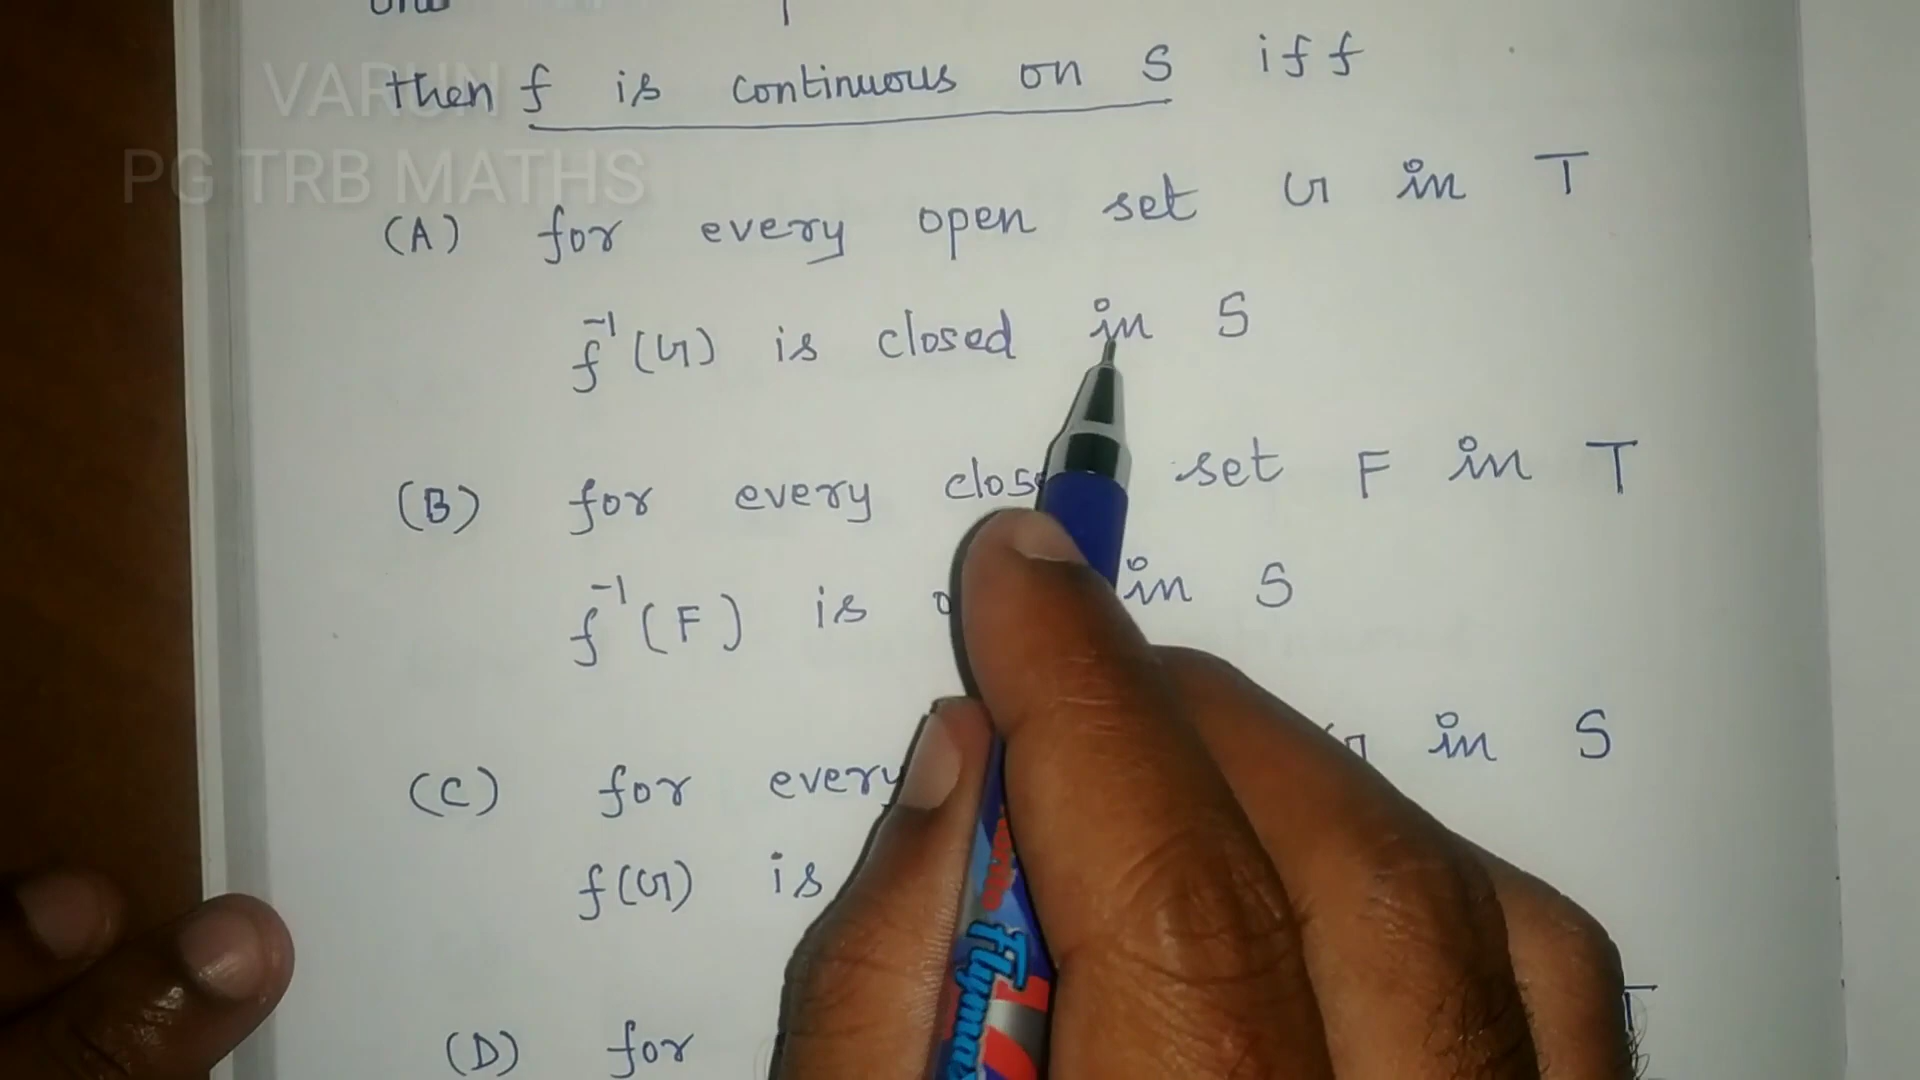 then f is continuous on S iff
VARUN
PG TRB MATHS
(A) for every open set G in T
f⁻¹(G) is closed in S
(B) for every set F in T
f⁻¹(F) is in S
(C) for every G in S
f(G) is
(D) for T
flymax